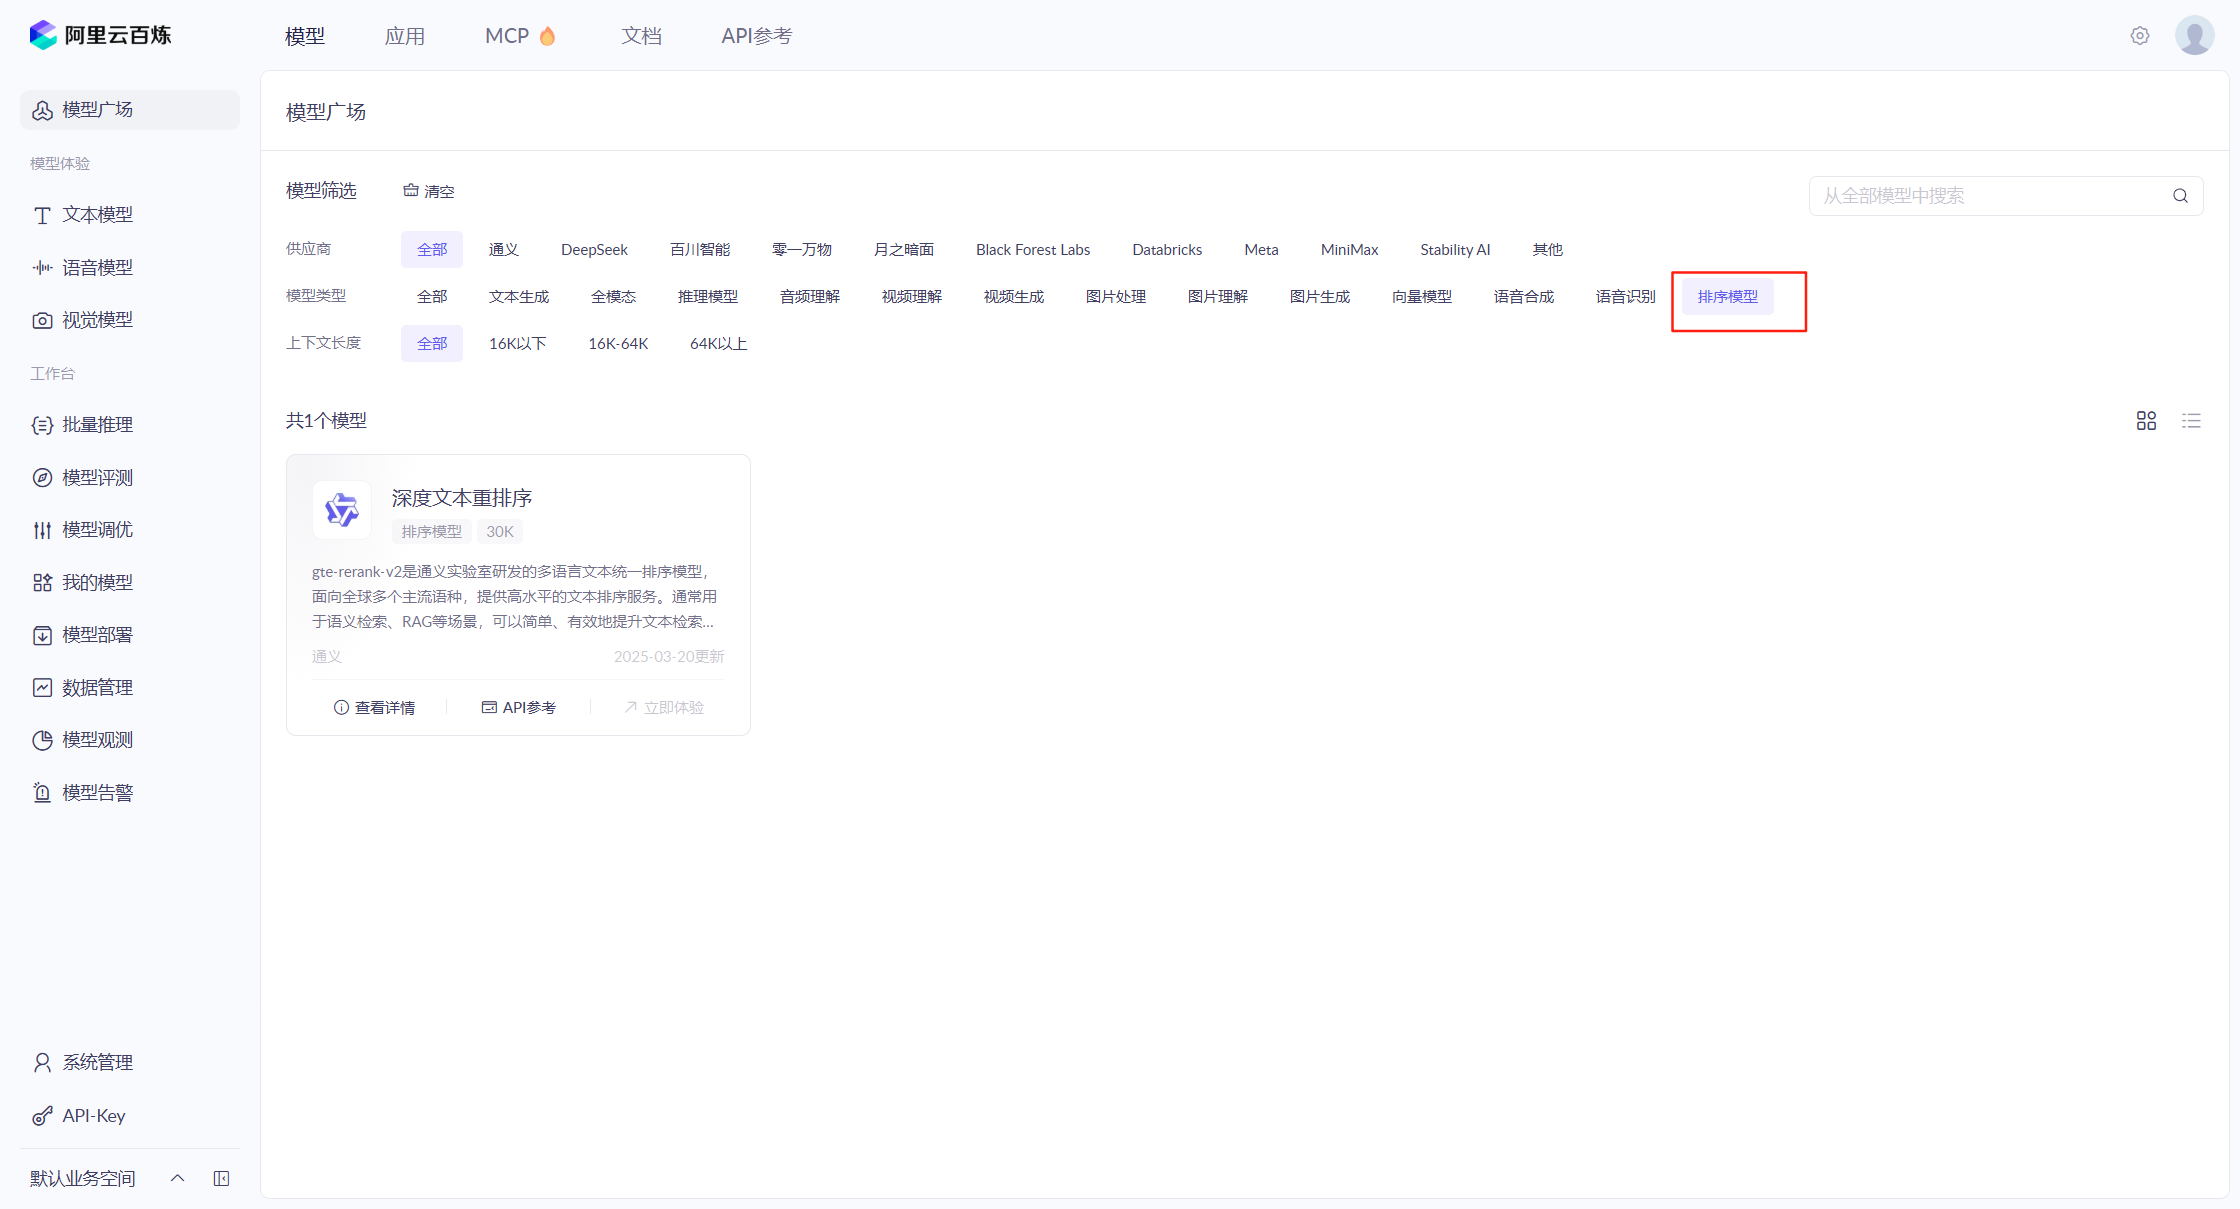 阿里云百炼
模型
应用
MCP
文档
API参考
模型广场
模型体验
文本模型
语音模型
视觉模型
工作台
批量推理
模型评测
模型调优
我的模型
模型部署
数据管理
模型观测
模型告警
系统管理
API-Key
默认业务空间
模型广场
模型筛选 清空
从全部模型中搜索
供应商 全部 通义 DeepSeek 百川智能 零一万物 月之暗面 Black Forest Labs Databricks Meta MiniMax Stability AI 其他
模型类型 全部 文本生成 全模态 推理模型 音频理解 视频理解 视频生成 图片处理 图片理解 图片生成 向量模型 语音合成 语音识别 排序模型
上下文长度 全部 16K以下 16K-64K 64K以上
共1个模型
深度文本重排序
排序模型 30K
gte-rerank-v2是通义实验室研发的多语言文本统一排序模型，
面向全球多个主流语种，提供高水平的文本排序服务。通常用
于语义检索、RAG等场景，可以简单、有效地提升文本检索...
通义 2025-03-20更新
查看详情 API参考 立即体验